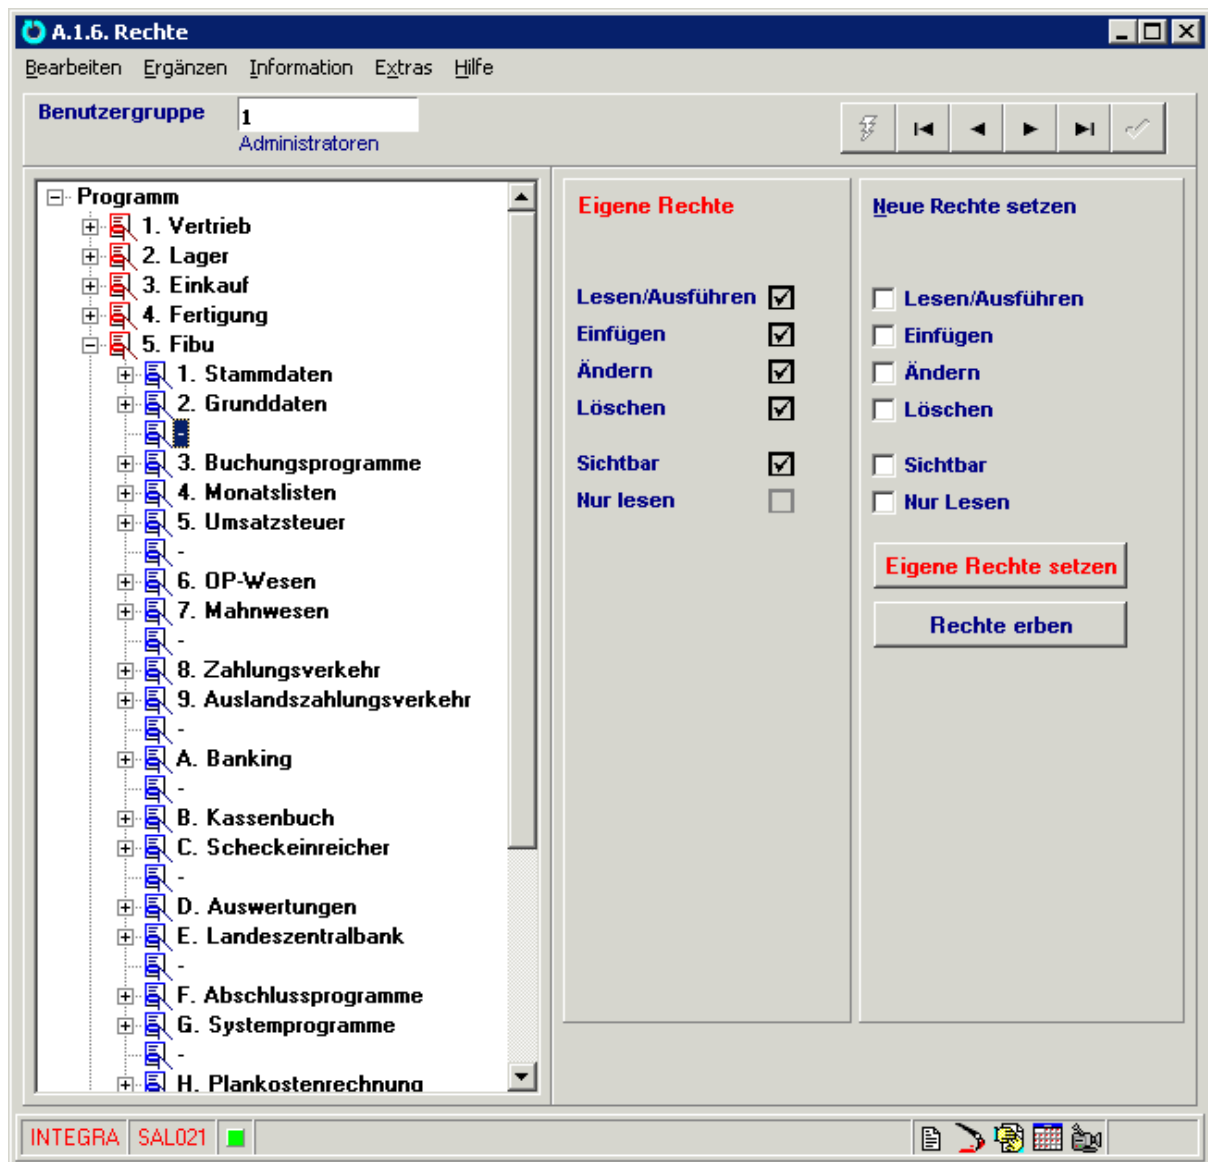 A.1.6. Rechte
Bearbeiten Ergänzen Information Extras Hilfe
Benutzergruppe 1
Administratoren
Programm
1. Vertrieb
2. Lager
3. Einkauf
4. Fertigung
5. Fibu
1. Stammdaten
2. Grunddaten
-
3. Buchungsprogramme
4. Monatslisten
5. Umsatzsteuer
-
6. OP-Wesen
7. Mahnwesen
-
8. Zahlungsverkehr
9. Auslandszahlungsverkehr
-
A. Banking
-
B. Kassenbuch
C. Scheckeinreicher
-
D. Auswertungen
E. Landeszentralbank
-
F. Abschlussprogramme
G. Systemprogramme
-
H. Plankostenrechnung
Eigene Rechte
Lesen/Ausführen
Einfügen
Ändern
Löschen
Sichtbar
Nur lesen
Neue Rechte setzen
Lesen/Ausführen
Einfügen
Ändern
Löschen
Sichtbar
Nur Lesen
Eigene Rechte setzen
Rechte erben
INTEGRA SAL021